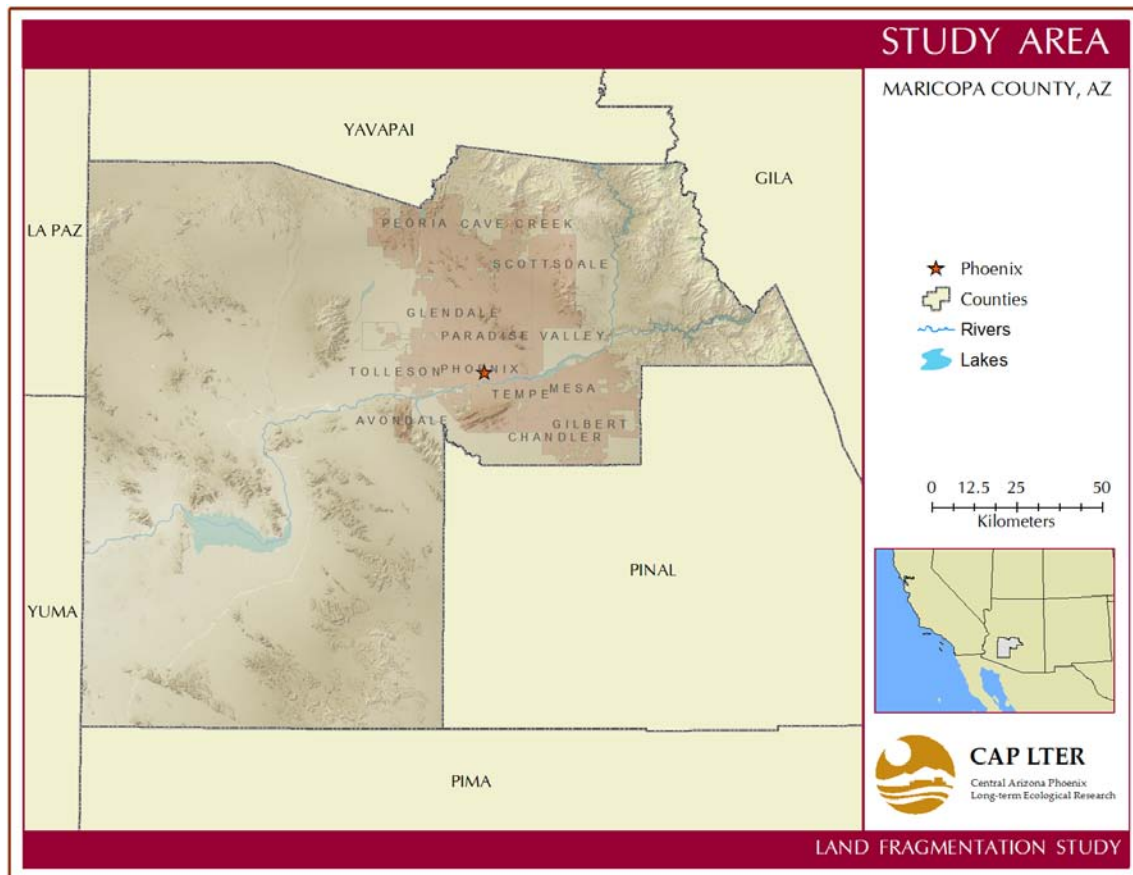 STUDY AREA
MARICOPA COUNTY, AZ
YAVAPAI
GILA
LA PAZ
PEORIA CAVE CREEK
SCOTTSDALE
GLENDALE
PARADISE VALLEY
TOLLESON PHOENIX
TEMPE MESA
AVONDALE
GILBERT
CHANDLER
PINAL
YUMA
PIMA
Phoenix
Counties
Rivers
Lakes
0 12.5 25 50
Kilometers
CAP LTER
Central Arizona Phoenix
Long-term Ecological Research
LAND FRAGMENTATION STUDY